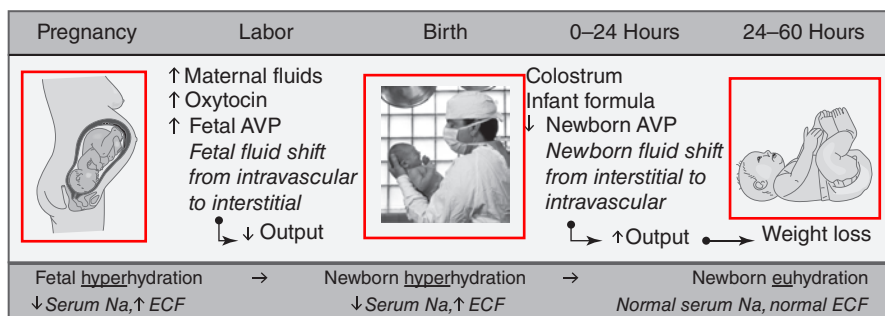 Pregnancy Labor Birth 0–24 Hours 24–60 Hours
↑ Maternal fluids
↑ Oxytocin
↑ Fetal AVP
Fetal fluid shift
from intravascular
to interstitial
↓ Output
Colostrum
Infant formula
↓ Newborn AVP
Newborn fluid shift
from interstitial to
intravascular
↑ Output
Weight loss
Fetal hyperhydration → Newborn hyperhydration → Newborn euhydration
↓ Serum Na, ↑ ECF ↓ Serum Na, ↑ ECF Normal serum Na, normal ECF